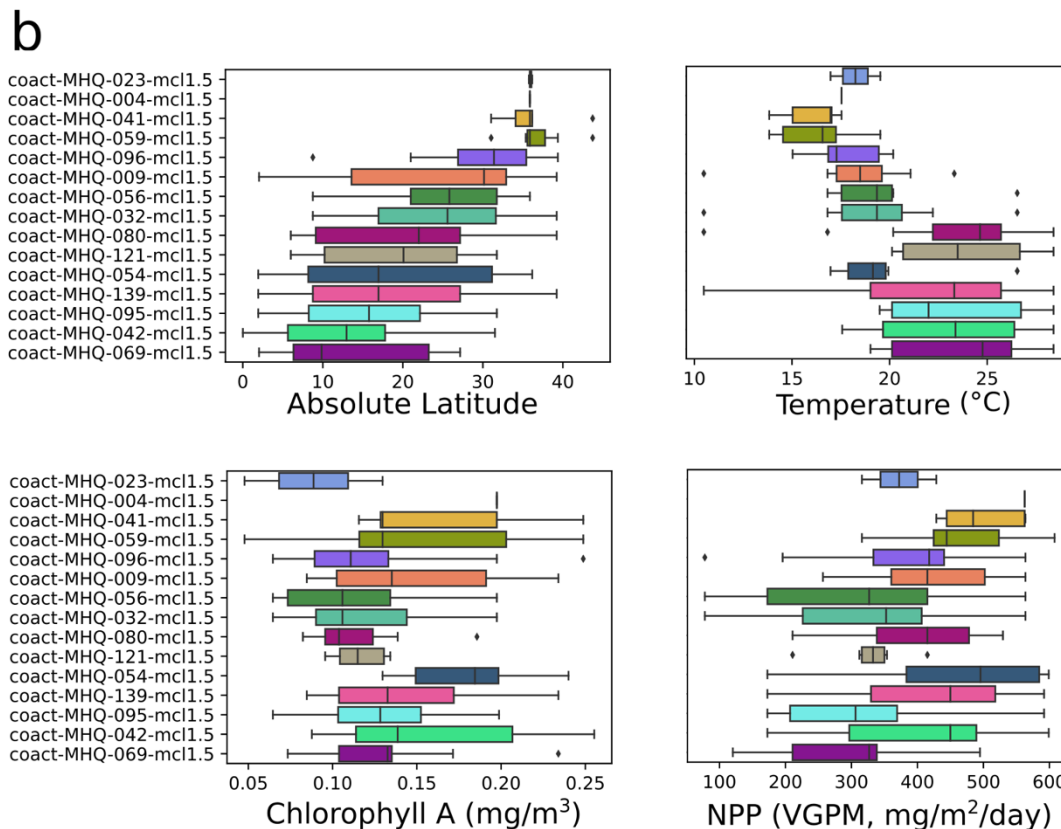 b
coact-MHQ-023-mcl1.5
coact-MHQ-004-mcl1.5
coact-MHQ-041-mcl1.5
coact-MHQ-059-mcl1.5
coact-MHQ-096-mcl1.5
coact-MHQ-009-mcl1.5
coact-MHQ-056-mcl1.5
coact-MHQ-032-mcl1.5
coact-MHQ-080-mcl1.5
coact-MHQ-121-mcl1.5
coact-MHQ-054-mcl1.5
coact-MHQ-139-mcl1.5
coact-MHQ-095-mcl1.5
coact-MHQ-042-mcl1.5
coact-MHQ-069-mcl1.5
0 10 20 30 40
Absolute Latitude
10 15 20 25
Temperature (°C)
coact-MHQ-023-mcl1.5
coact-MHQ-004-mcl1.5
coact-MHQ-041-mcl1.5
coact-MHQ-059-mcl1.5
coact-MHQ-096-mcl1.5
coact-MHQ-009-mcl1.5
coact-MHQ-056-mcl1.5
coact-MHQ-032-mcl1.5
coact-MHQ-080-mcl1.5
coact-MHQ-121-mcl1.5
coact-MHQ-054-mcl1.5
coact-MHQ-139-mcl1.5
coact-MHQ-095-mcl1.5
coact-MHQ-042-mcl1.5
coact-MHQ-069-mcl1.5
0.05 0.10 0.15 0.20 0.25
Chlorophyll A (mg/m³)
100 200 300 400 500 600
NPP (VGPM, mg/m²/day)